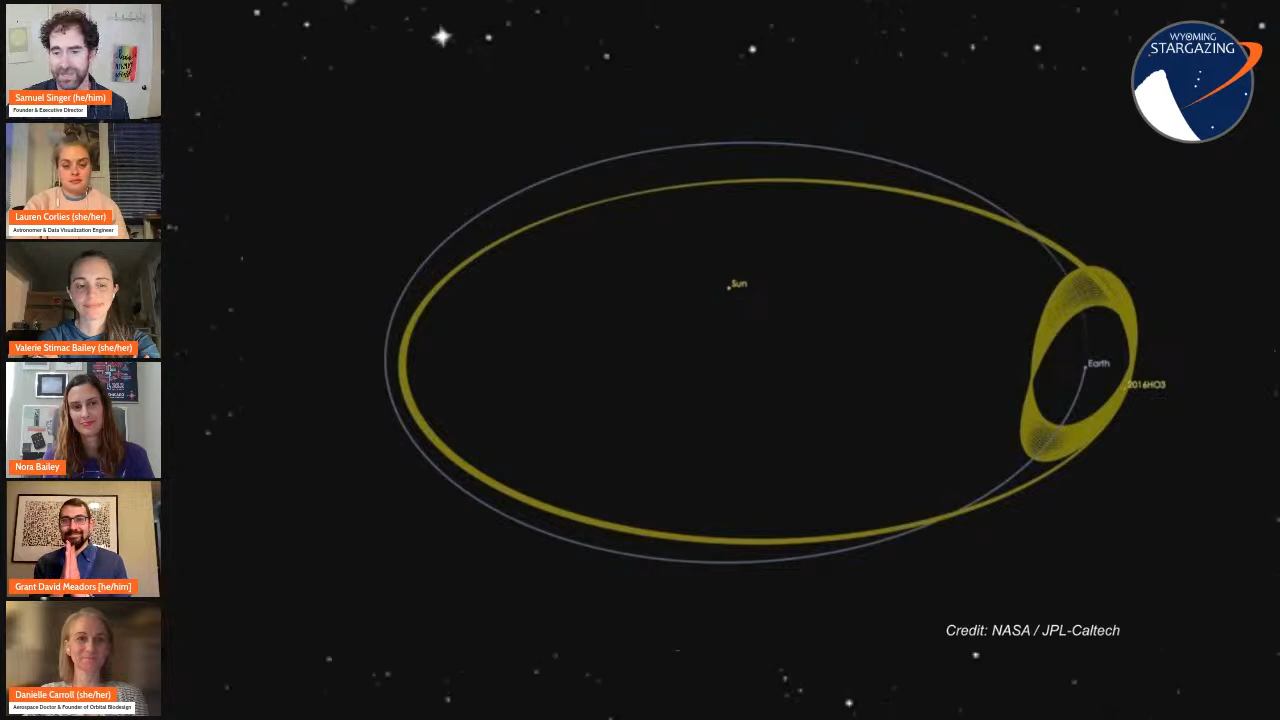 Samuel Singer (he/him)
Founder & Executive Director
Lauren Corlies (she/her)
Astronomer & Data Visualization Engineer
Valerie Stimac Bailey (she/her)
Nora Bailey
Grant David Meadors [he/him]
Danielle Carroll (she/her)
Aerospace Doctor & Founder of Orbital Biodesign
WYOMING
STARGAZING
Sun
Earth
2016HO3
Credit: NASA / JPL-Caltech